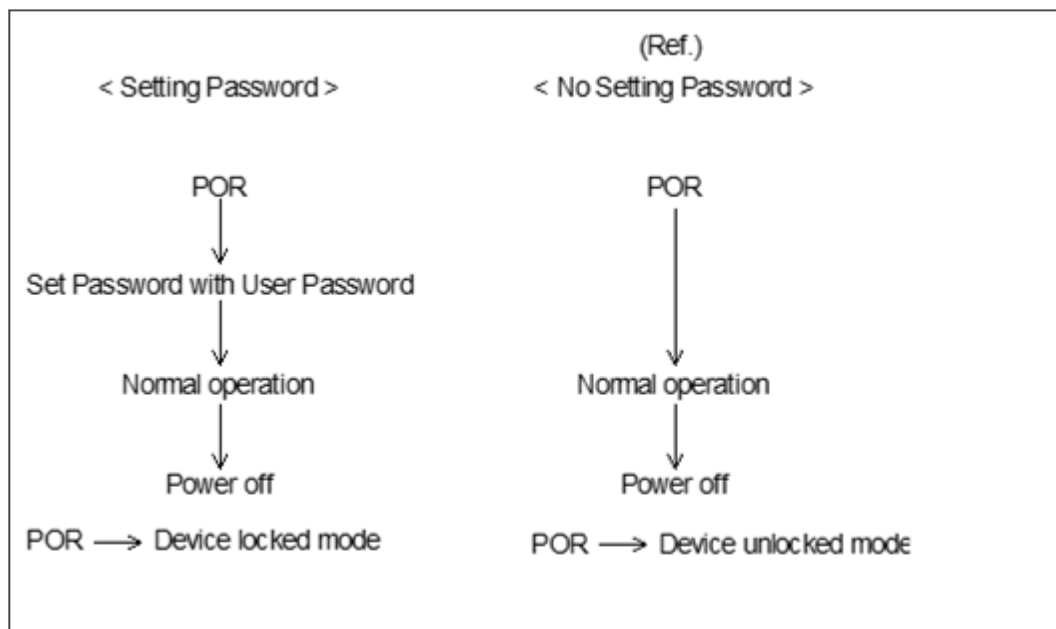 (Ref.)
< Setting Password >
< No Setting Password >
POR
POR
Set Password with User Password
Normal operation
Normal operation
Power off
Power off
POR → Device locked mode
POR → Device unlocked mode